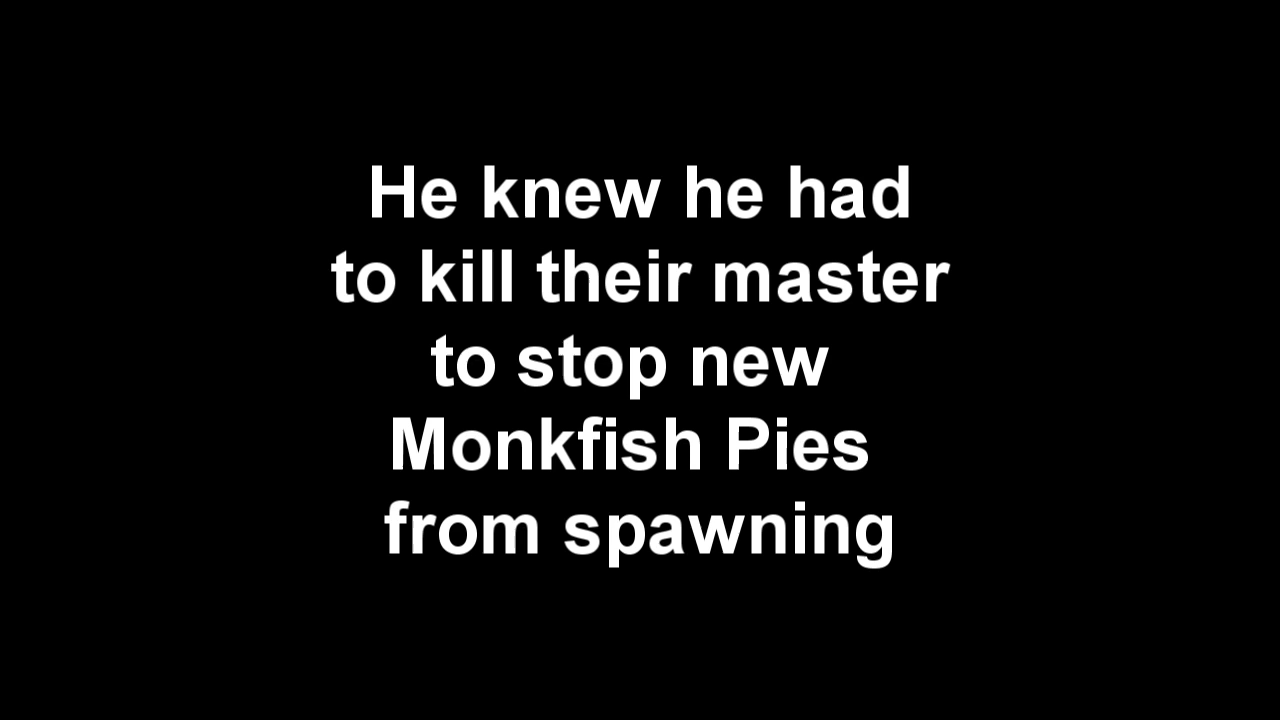 He knew he had
to kill their master
to stop new
Monkfish Pies
from spawning